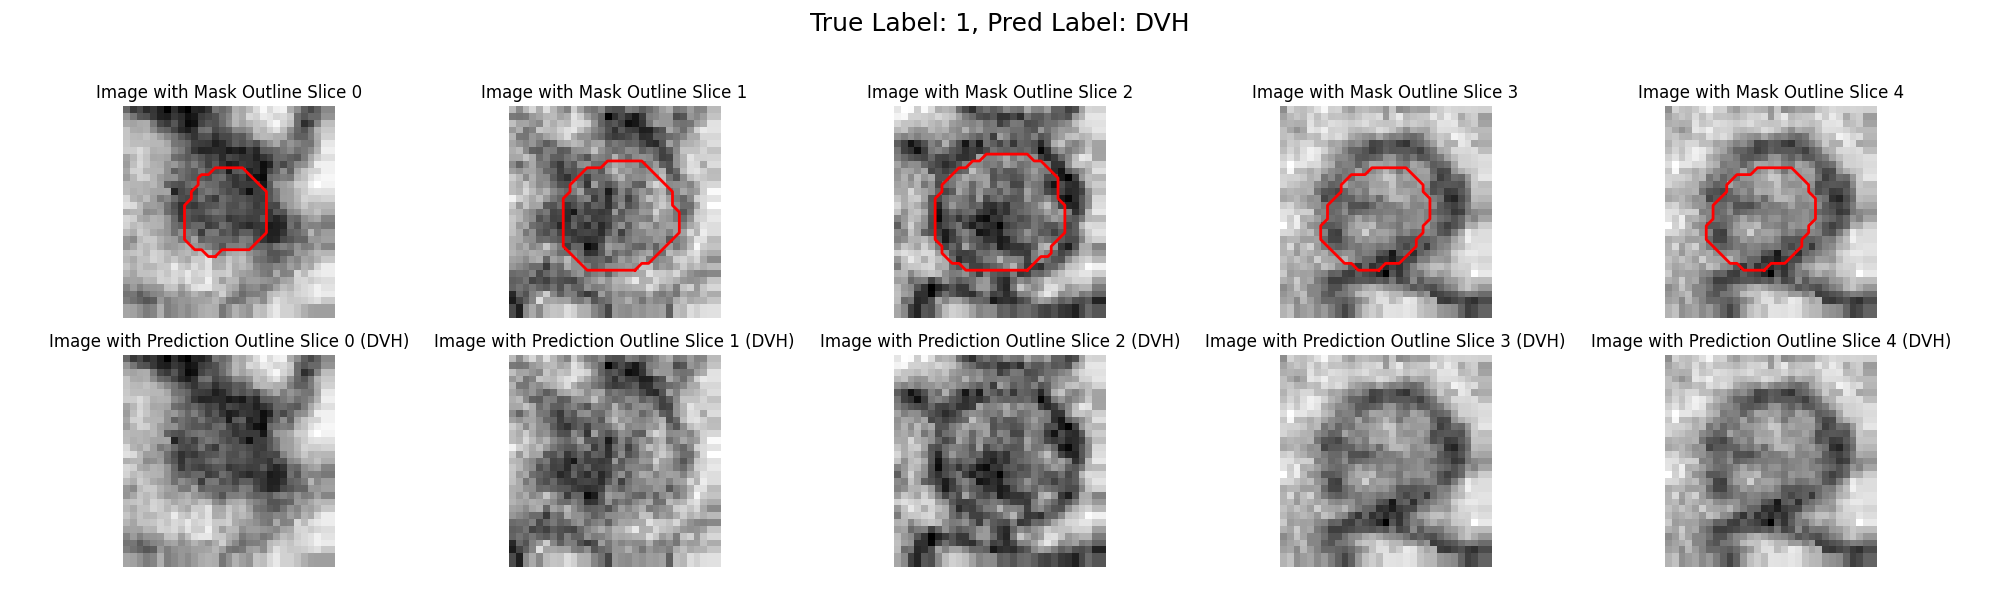 True Label: 1, Pred Label: DVH
Image with Mask Outline Slice 0
Image with Mask Outline Slice 1
Image with Mask Outline Slice 2
Image with Mask Outline Slice 3
Image with Mask Outline Slice 4
Image with Prediction Outline Slice 0 (DVH)
Image with Prediction Outline Slice 1 (DVH)
Image with Prediction Outline Slice 2 (DVH)
Image with Prediction Outline Slice 3 (DVH)
Image with Prediction Outline Slice 4 (DVH)